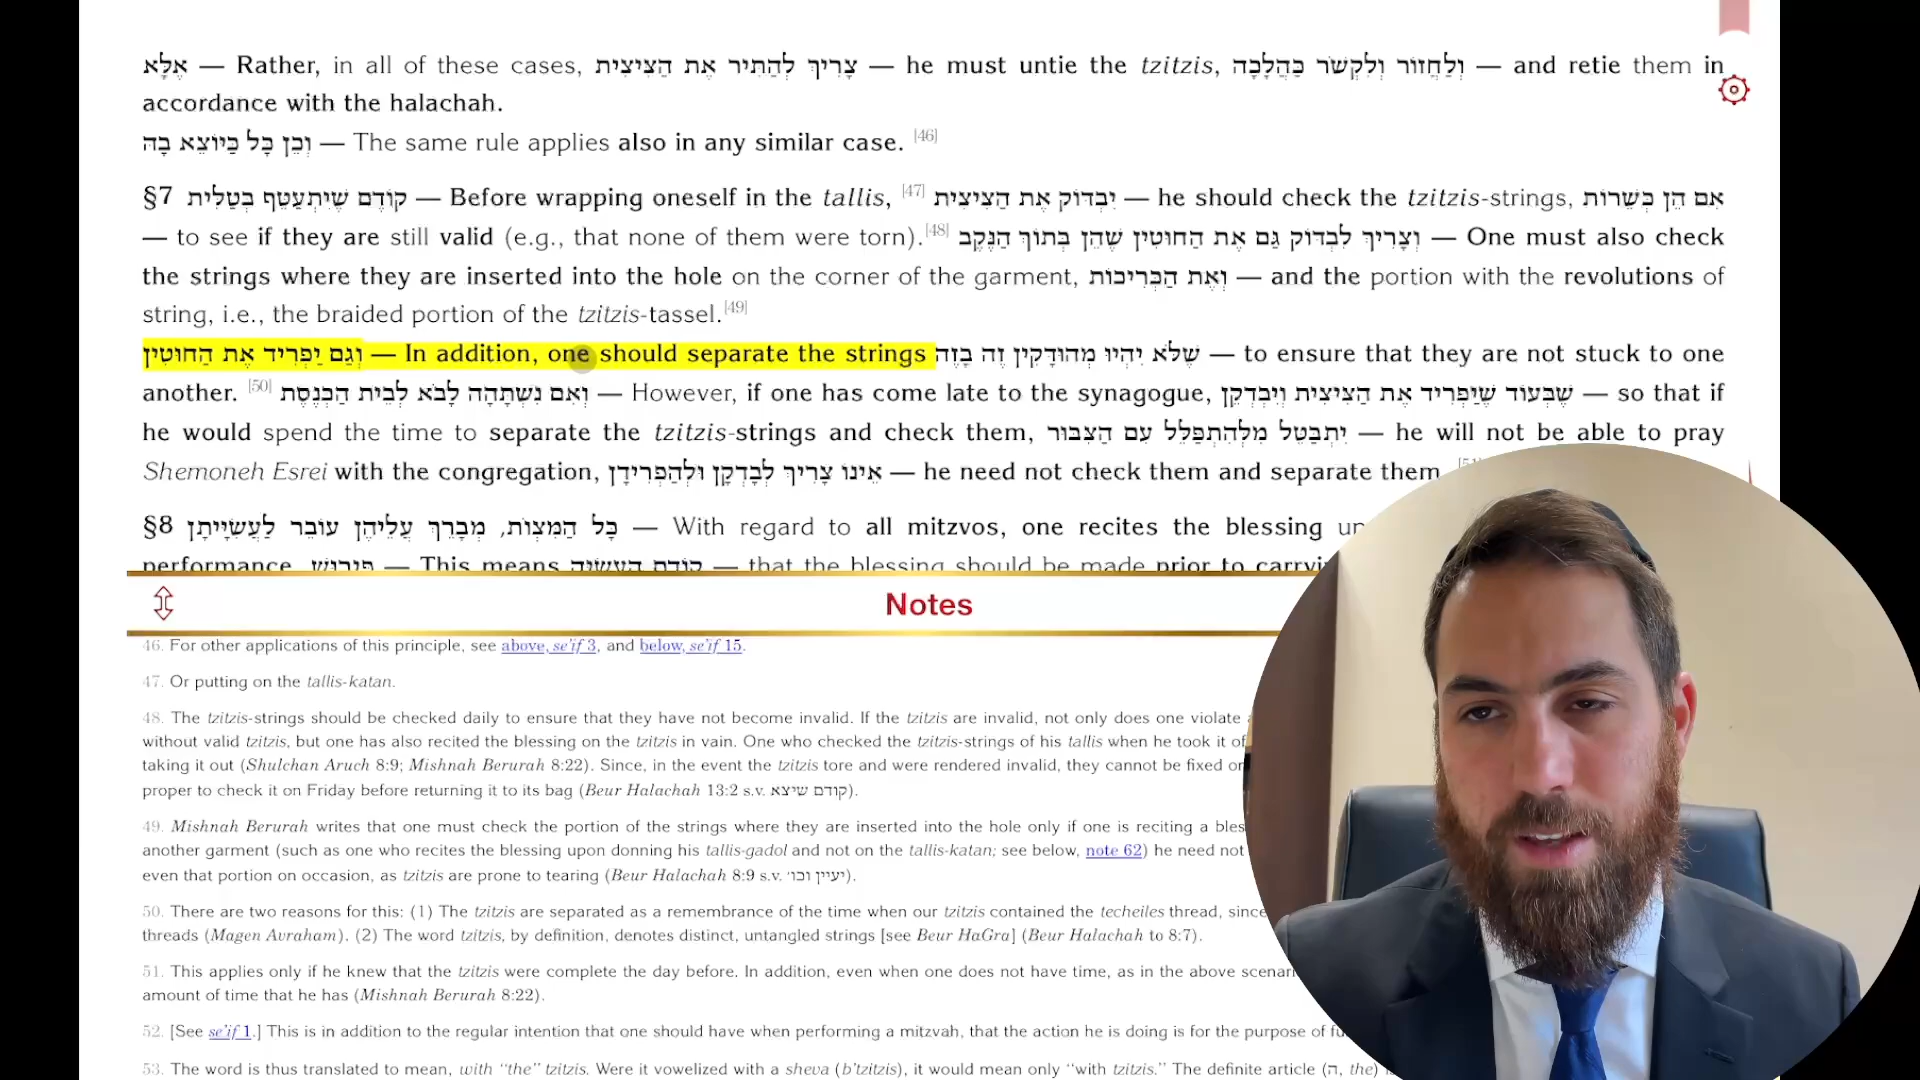 אֶלָּא — Rather, in all of these cases, צָרִיךְ לְהַתִּיר אֶת הַצִּיצִית — he must untie the tzitzis, וְלַחֲזוֹר וְלִקְשֹׁר כַּהֲלָכָה — and retie them in
accordance with the halachah.
וְכֵן כָּל כַּיּוֹצֵא בָהּ — The same rule applies also in any similar case. [46]
§7 קוֹדֶם שֶׁיִּתְעַטֵּף בְּטַלִּית — Before wrapping oneself in the tallis, [47] יִבְדּוֹק אֶת הַצִּיצִית — he should check the tzitzis-strings, אִם הֵן כְּשֵׁרוֹת
— to see if they are still valid (e.g., that none of them were torn).[48] וְצָרִיךְ לִבְדּוֹק גַּם אֶת הַחוּטִין שֶׁהֵן בְּתוֹךְ הַנֶּקֶב — One must also check
the strings where they are inserted into the hole on the corner of the garment, וְאֶת הַכְּרִיכוֹת — and the portion with the revolutions of
string, i.e., the braided portion of the tzitzis-tassel.[49]
וְגַם יַפְרִיד אֶת הַחוּטִין — In addition, one should separate the strings שֶׁלֹּא יִהְיוּ מְהוּדָּקִין זֶה בָזֶה — to ensure that they are not stuck to one
another. [50] וְאִם נִשְׁתָּהָה לָבֹא לְבֵית הַכְּנֶסֶת — However, if one has come late to the synagogue, שֶׁבְּעוֹד שֶׁיַּפְרִיד אֶת הַצִּיצִית וְיִבְדְּקֵן — so that if
he would spend the time to separate the tzitzis-strings and check them, יִתְבַּטֵּל מִלְּהִתְפַּלֵּל עִם הַצִּבּוּר — he will not be able to pray
Shemoneh Esrei with the congregation, אֵינוֹ צָרִיךְ לְבָדְקָן וּלְהַפְרִידָן — he need not check them and separate them.
§8 כָּל הַמִּצְוֹת, מְבָרֵךְ עֲלֵיהֶן עוֹבֵר לַעֲשִׂיָּיתָן — With regard to all mitzvos, one recites the blessing
performance. פֵּירוּשׁ — This means קוֹדֶם הָעֲשִׂיָּה — that the blessing should be made prior to
Notes
46. For other applications of this principle, see above, se'if 3, and below, se'if 15.
47. Or putting on the tallis-katan.
48. The tzitzis-strings should be checked daily to ensure that they have not become invalid. If the tzitzis are invalid, not only does one violate
without valid tzitzis, but one has also recited the blessing on the tzitzis in vain. One who checked the tzitzis-strings of his tallis when he took it
taking it out (Shulchan Aruch 8:9; Mishnah Berurah 8:22). Since, in the event the tzitzis tore and were rendered invalid, they cannot be fixed
proper to check it on Friday before returning it to its bag (Beur Halachah 13:2 s.v. קודם שיצא).
49. Mishnah Berurah writes that one must check the portion of the strings where they are inserted into the hole only if one is reciting a
another garment (such as one who recites the blessing upon donning his tallis-gadol and not on the tallis-katan; see below, note 62) he need not
even that portion on occasion, as tzitzis are prone to tearing (Beur Halachah 8:9 s.v. יעיין וכו').
50. There are two reasons for this: (1) The tzitzis are separated as a remembrance of the time when our tzitzis contained the techeiles thread, since
threads (Magen Avraham). (2) The word tzitzis, by definition, denotes distinct, untangled strings [see Beur HaGra] (Beur Halachah to 8:7).
51. This applies only if he knew that the tzitzis were complete the day before. In addition, even when one does not have time, as in the above
amount of time that he has (Mishnah Berurah 8:22).
52. [See se'if 1.] This is in addition to the regular intention that one should have when performing a mitzvah, that the action he is doing is for the purpose of
53. The word is thus translated to mean, with "the" tzitzis. Were it vowelized with a sheva (b'tzitzis), it would mean only "with tzitzis." The definite article (ה, the)